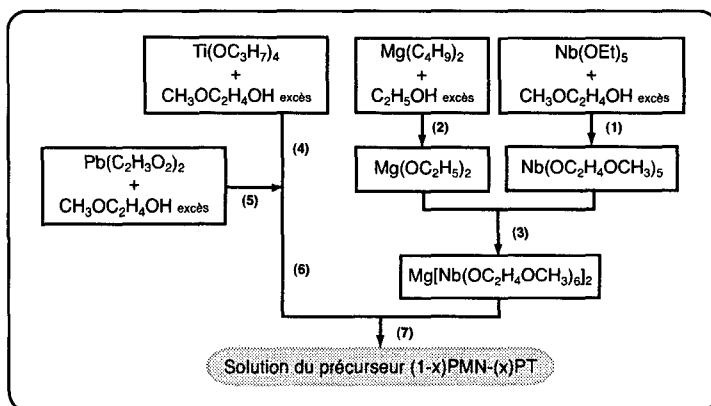 Ti(OC3H7)4
+
CH3OC2H4OH excès
Mg(C4H9)2
+
C2H5OH excès
Nb(OEt)5
+
CH3OC2H4OH excès
(4)
(2)
(1)
Pb(C2H3O2)2
+
CH3OC2H4OH excès
(5)
Mg(OC2H5)2
Nb(OC2H4OCH3)5
(3)
(6)
Mg[Nb(OC2H4OCH3)6]2
(7)
Solution du précurseur (1-x)PMN-(x)PT